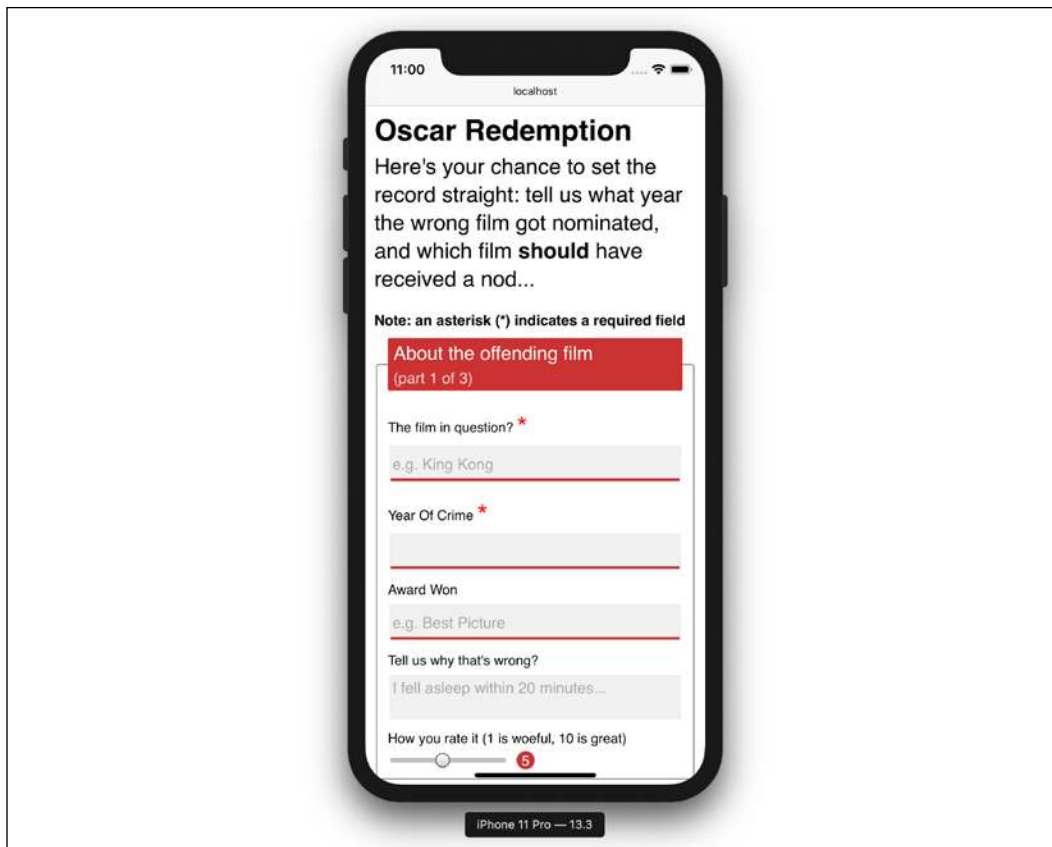 11:00
localhost
Oscar Redemption
Here's your chance to set the
record straight: tell us what year
the wrong film got nominated,
and which film should have
received a nod...
Note: an asterisk (*) indicates a required field
About the offending film
(part 1 of 3)
The film in question? *
e.g. King Kong
Year Of Crime *
Award Won
e.g. Best Picture
Tell us why that's wrong?
I fell asleep within 20 minutes...
How you rate it (1 is woeful, 10 is great)
5
iPhone 11 Pro — 13.3